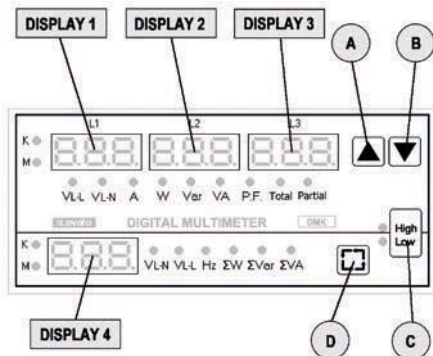 DISPLAY 1 DISPLAY 2 DISPLAY 3 A B
L1 L2 L3
K
M
VL-L VL-N A W Var VA P.F. Total Partial
Lovato DIGITAL MULTIMETER DMK
High
Low
K
M
VL-N VL-L Hz ΣW ΣVar ΣVA
DISPLAY 4 D C